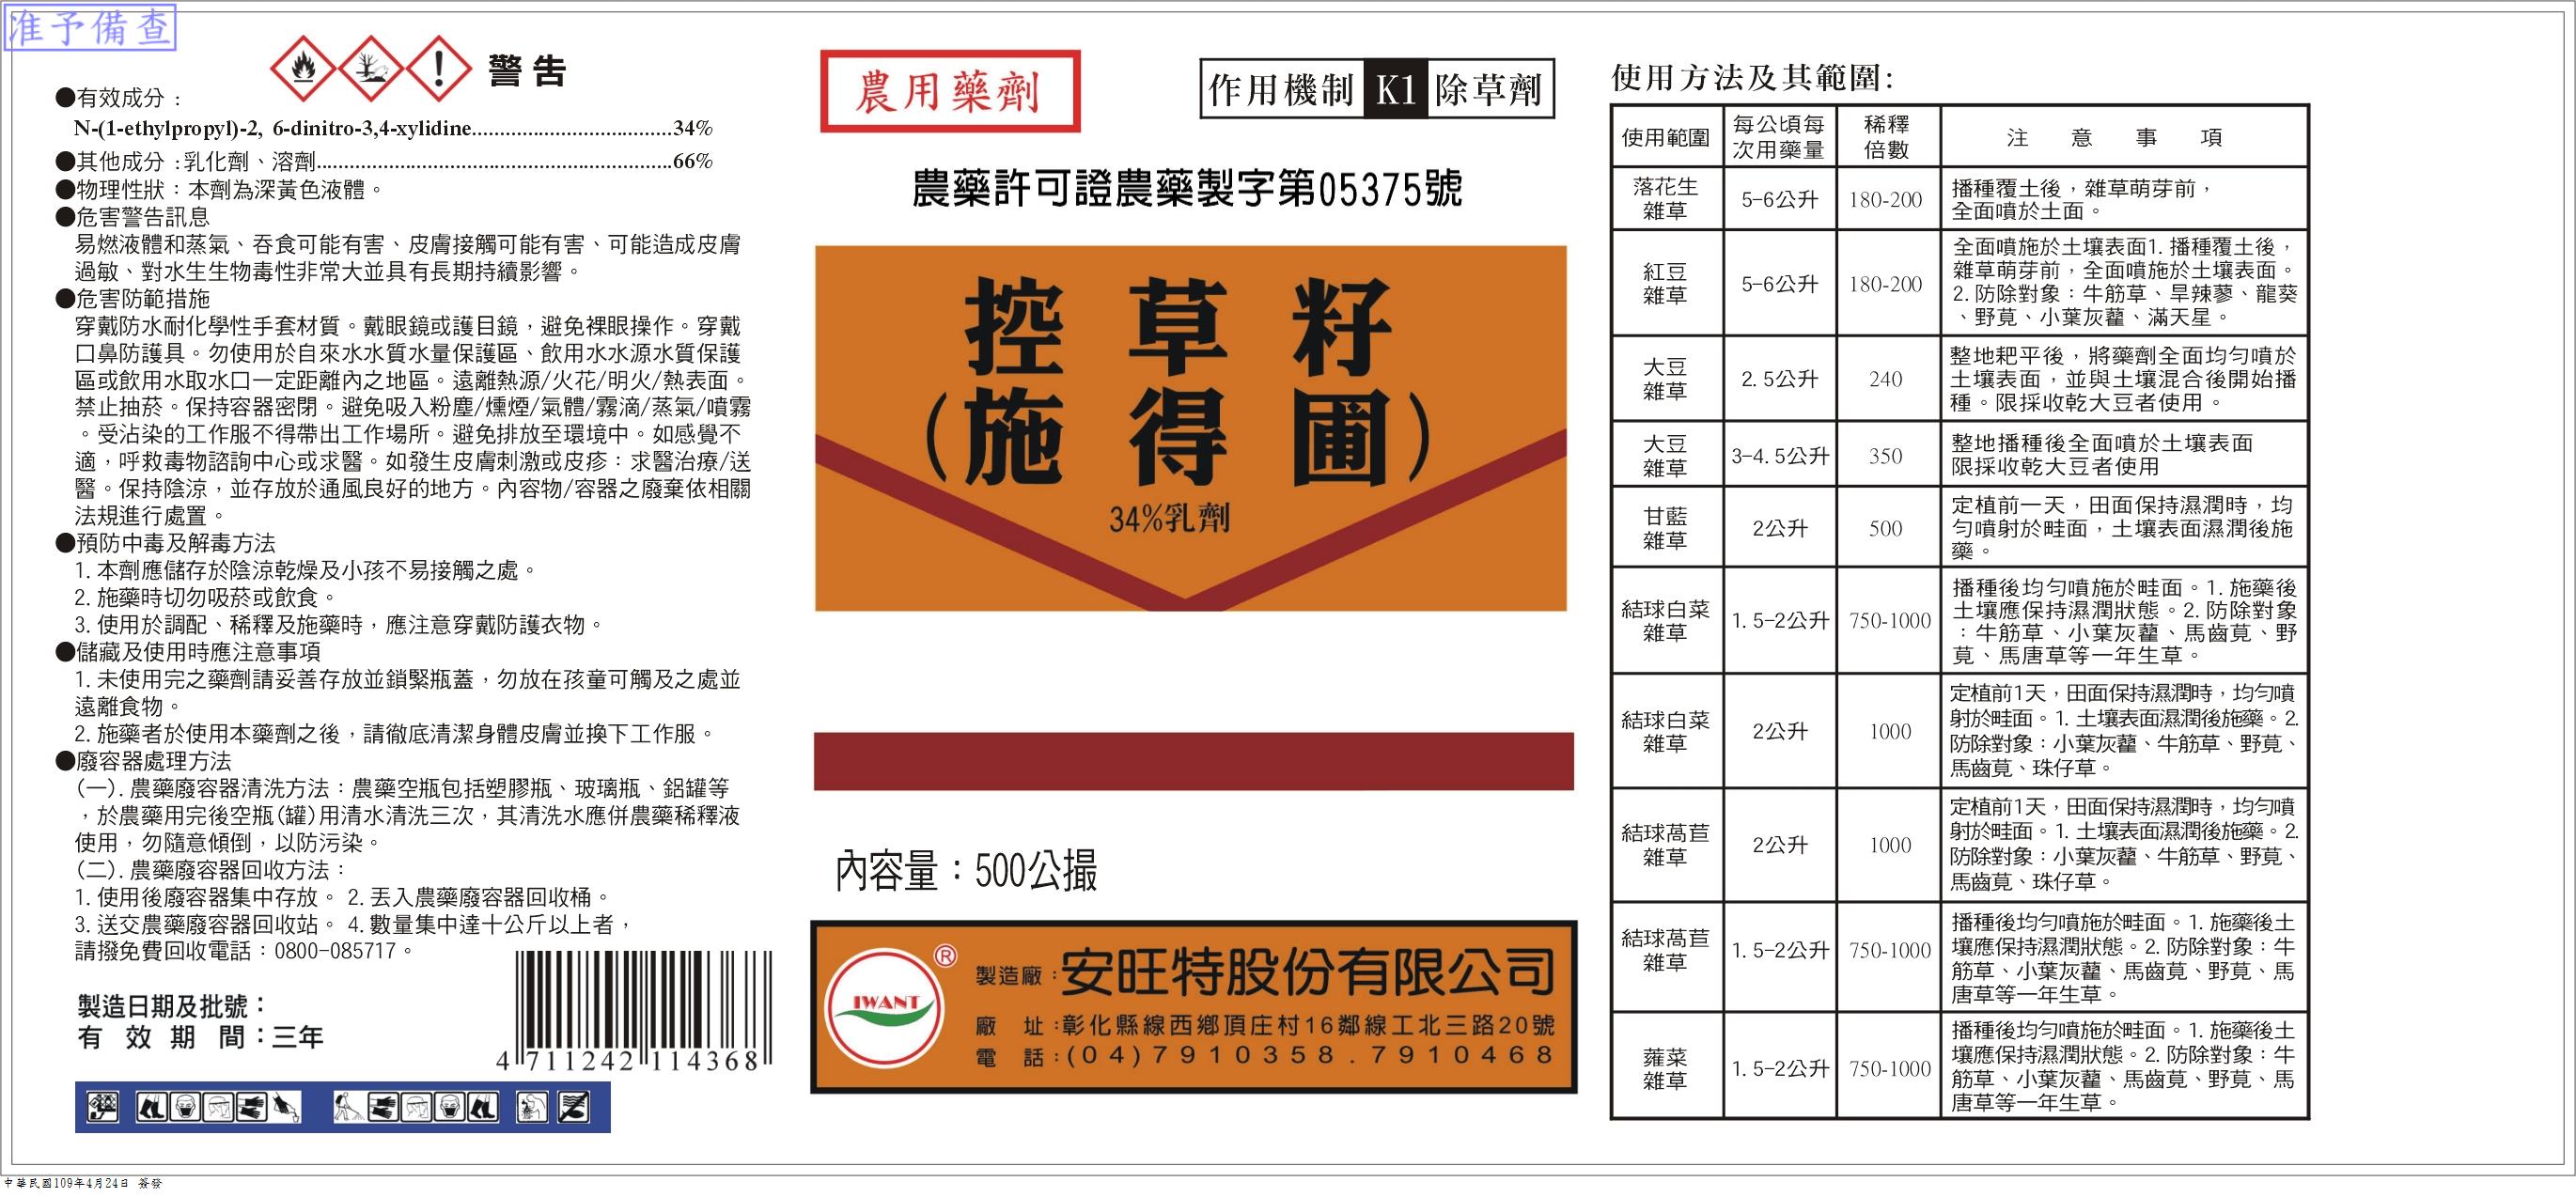 准予備查
警告
●有效成分：
N-(1-ethylpropyl)-2, 6-dinitro-3,4-xylidine..................................34%
●其他成分：乳化劑、溶劑................................................................66%
●物理性狀：本劑為深黃色液體。
●危害警告訊息
易燃液體和蒸氣、吞食可能有害、皮膚接觸可能有害、可能造成皮膚
過敏、對水生生物毒性非常大並具有長期持續影響。
●危害防範措施
穿戴防水耐化學性手套材質。戴眼鏡或護目鏡，避免裸眼操作。穿戴
口鼻防護具。勿使用於自來水水質水量保護區、飲用水水源水質保護
區或飲用水取水口一定距離內之地區。遠離熱源/火花/明火/熱表面。
禁止抽菸。保持容器密閉。避免吸入粉塵/燻煙/氣體/霧滴/蒸氣/噴霧
。受沾染的工作服不得帶出工作場所。避免排放至環境中。如感覺不
適，呼救毒物諮詢中心或求醫。如發生皮膚刺激或皮疹：求醫治療/送
醫。保持陰涼，並存放於通風良好的地方。內容物/容器之廢棄依相關
法規進行處置。
●預防中毒及解毒方法
1. 本劑應儲存於陰涼乾燥及小孩不易接觸之處。
2. 施藥時切勿吸菸或飲食。
3. 使用於調配、稀釋及施藥時，應注意穿戴防護衣物。
●儲藏及使用時應注意事項
1. 未使用完之藥劑請妥善存放並鎖緊瓶蓋，勿放在孩童可觸及之處並
遠離食物。
2. 施藥者於使用本藥劑之後，請徹底清潔身體皮膚並換下工作服。
●廢容器處理方法
(一). 農藥廢容器清洗方法：農藥空瓶包括塑膠瓶、玻璃瓶、鋁罐等
，於農藥用完後空瓶(罐)用清水清洗三次，其清洗水應併農藥稀釋液
使用，勿隨意傾倒，以防污染。
(二). 農藥廢容器回收方法：
1. 使用後廢容器集中存放。 2. 丟入農藥廢容器回收桶。
3. 送交農藥廢容器回收站。 4. 數量集中達十公斤以上者，
請撥免費回收電話：0800-085717。
製造日期及批號：
有 效 期 間：三年
4 711242 114368
農用藥劑
作用機制 K1 除草劑
農藥許可證農藥製字第05375號
控草籽
(施得圃)
34%乳劑
內容量：500公撮
IWANT ®
製造廠：安旺特股份有限公司
廠 址：彰化縣線西鄉頂庄村16鄰線工北三路20號
電 話：(04)7910358.7910468
使用方法及其範圍：
使用範圍 每公頃每次用藥量 稀釋倍數 注意事項
落花生 雜草 5-6公升 180-200 播種覆土後，雜草萌芽前，
全面噴於土面。
紅豆 雜草 5-6公升 180-200 全面噴施於土壤表面1. 播種覆土後，
雜草萌芽前，全面噴施於土壤表面。
2. 防除對象：牛筋草、旱辣蓼、龍葵
、野莧、小葉灰藋、滿天星。
大豆 雜草 2.5公升 240 整地耙平後，將藥劑全面均勻噴於
土壤表面，並與土壤混合後開始播
種。限採收乾大豆者使用。
大豆 雜草 3-4.5公升 350 整地播種後全面噴於土壤表面
限採收乾大豆者使用
甘藍 雜草 2公升 500 定植前一天，田面保持濕潤時，均
勻噴射於畦面，土壤表面濕潤後施
藥。
結球白菜 雜草 1.5-2公升 750-1000 播種後均勻噴施於畦面。1. 施藥後
土壤應保持濕潤狀態。2. 防除對象
：牛筋草、小葉灰藋、馬齒莧、野
莧、馬唐草等一年生草。
結球白菜 雜草 2公升 1000 定植前1天，田面保持濕潤時，均勻噴
射於畦面。1. 土壤表面濕潤後施藥。2.
防除對象：小葉灰藋、牛筋草、野莧、
馬齒莧、珠仔草。
結球萵苣 雜草 2公升 1000 定植前1天，田面保持濕潤時，均勻噴
射於畦面。1. 土壤表面濕潤後施藥。2.
防除對象：小葉灰藋、牛筋草、野莧、
馬齒莧、珠仔草。
結球萵苣 雜草 1.5-2公升 750-1000 播種後均勻噴施於畦面。1. 施藥後土
壤應保持濕潤狀態。2. 防除對象：牛
筋草、小葉灰藋、馬齒莧、野莧、馬
唐草等一年生草。
蕹菜 雜草 1.5-2公升 750-1000 播種後均勻噴施於畦面。1. 施藥後土
壤應保持濕潤狀態。2. 防除對象：牛
筋草、小葉灰藋、馬齒莧、野莧、馬
唐草等一年生草。
中華民國109年4月24日 簽發